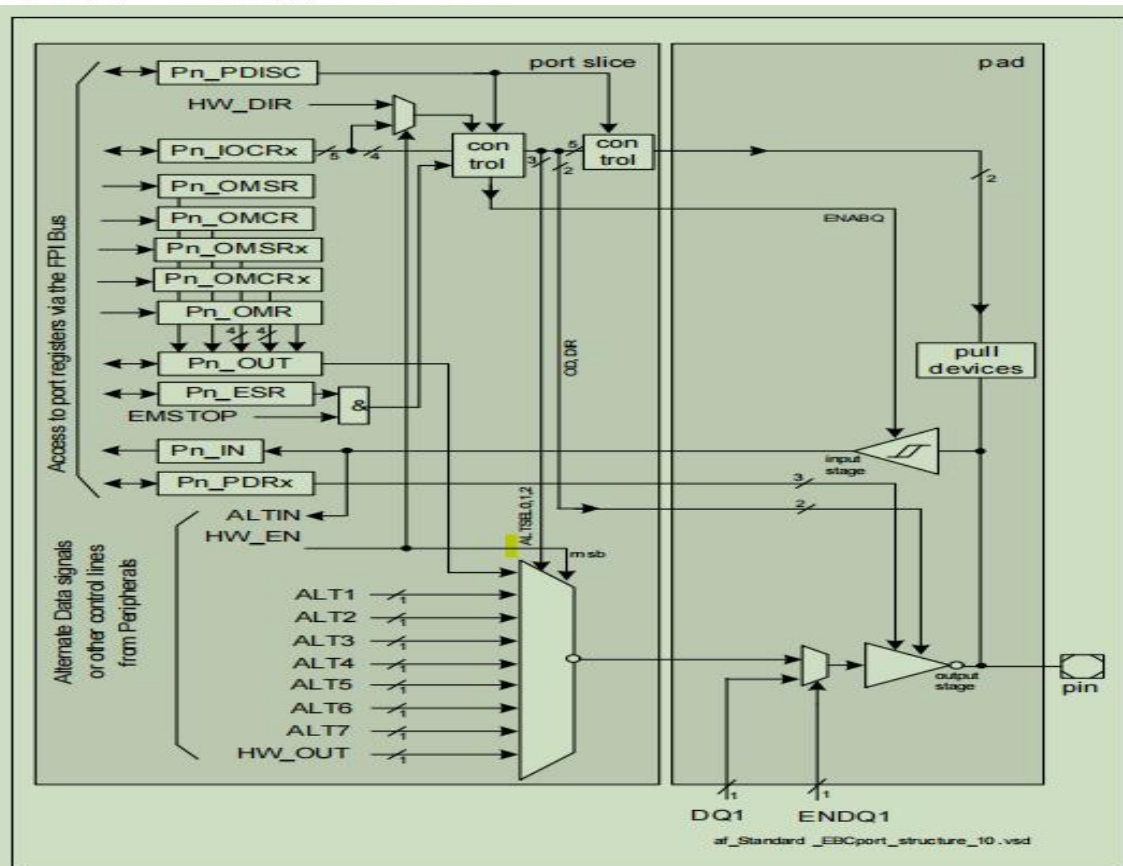 port slice
pad
Pn_PDISC
HW_DIR
Pn_IOCRx
5
4
con
trol
3
2
5
con
trol
2
Pn_OMSR
Pn_OMCR
ENABQ
Pn_OMSRx
Pn_OMCRx
Pn_OMR
4
4
Pn_OUT
OD, DIR
pull
devices
Pn_ESR
&
EMSTOP
Pn_IN
input
stage
Pn_PDRx
3
2
Access to port registers via the FPI Bus
ALTIN
HW_EN
ALTSEL0,1,2
msb
Alternate Data signals
or other control lines
from Peripherals
ALT1
1
ALT2
1
ALT3
1
ALT4
1
ALT5
1
ALT6
1
ALT7
1
HW_OUT
1
output
stage
pin
1
1
DQ1
ENDQ1
af_Standard _EBCport_structure_10.vsd